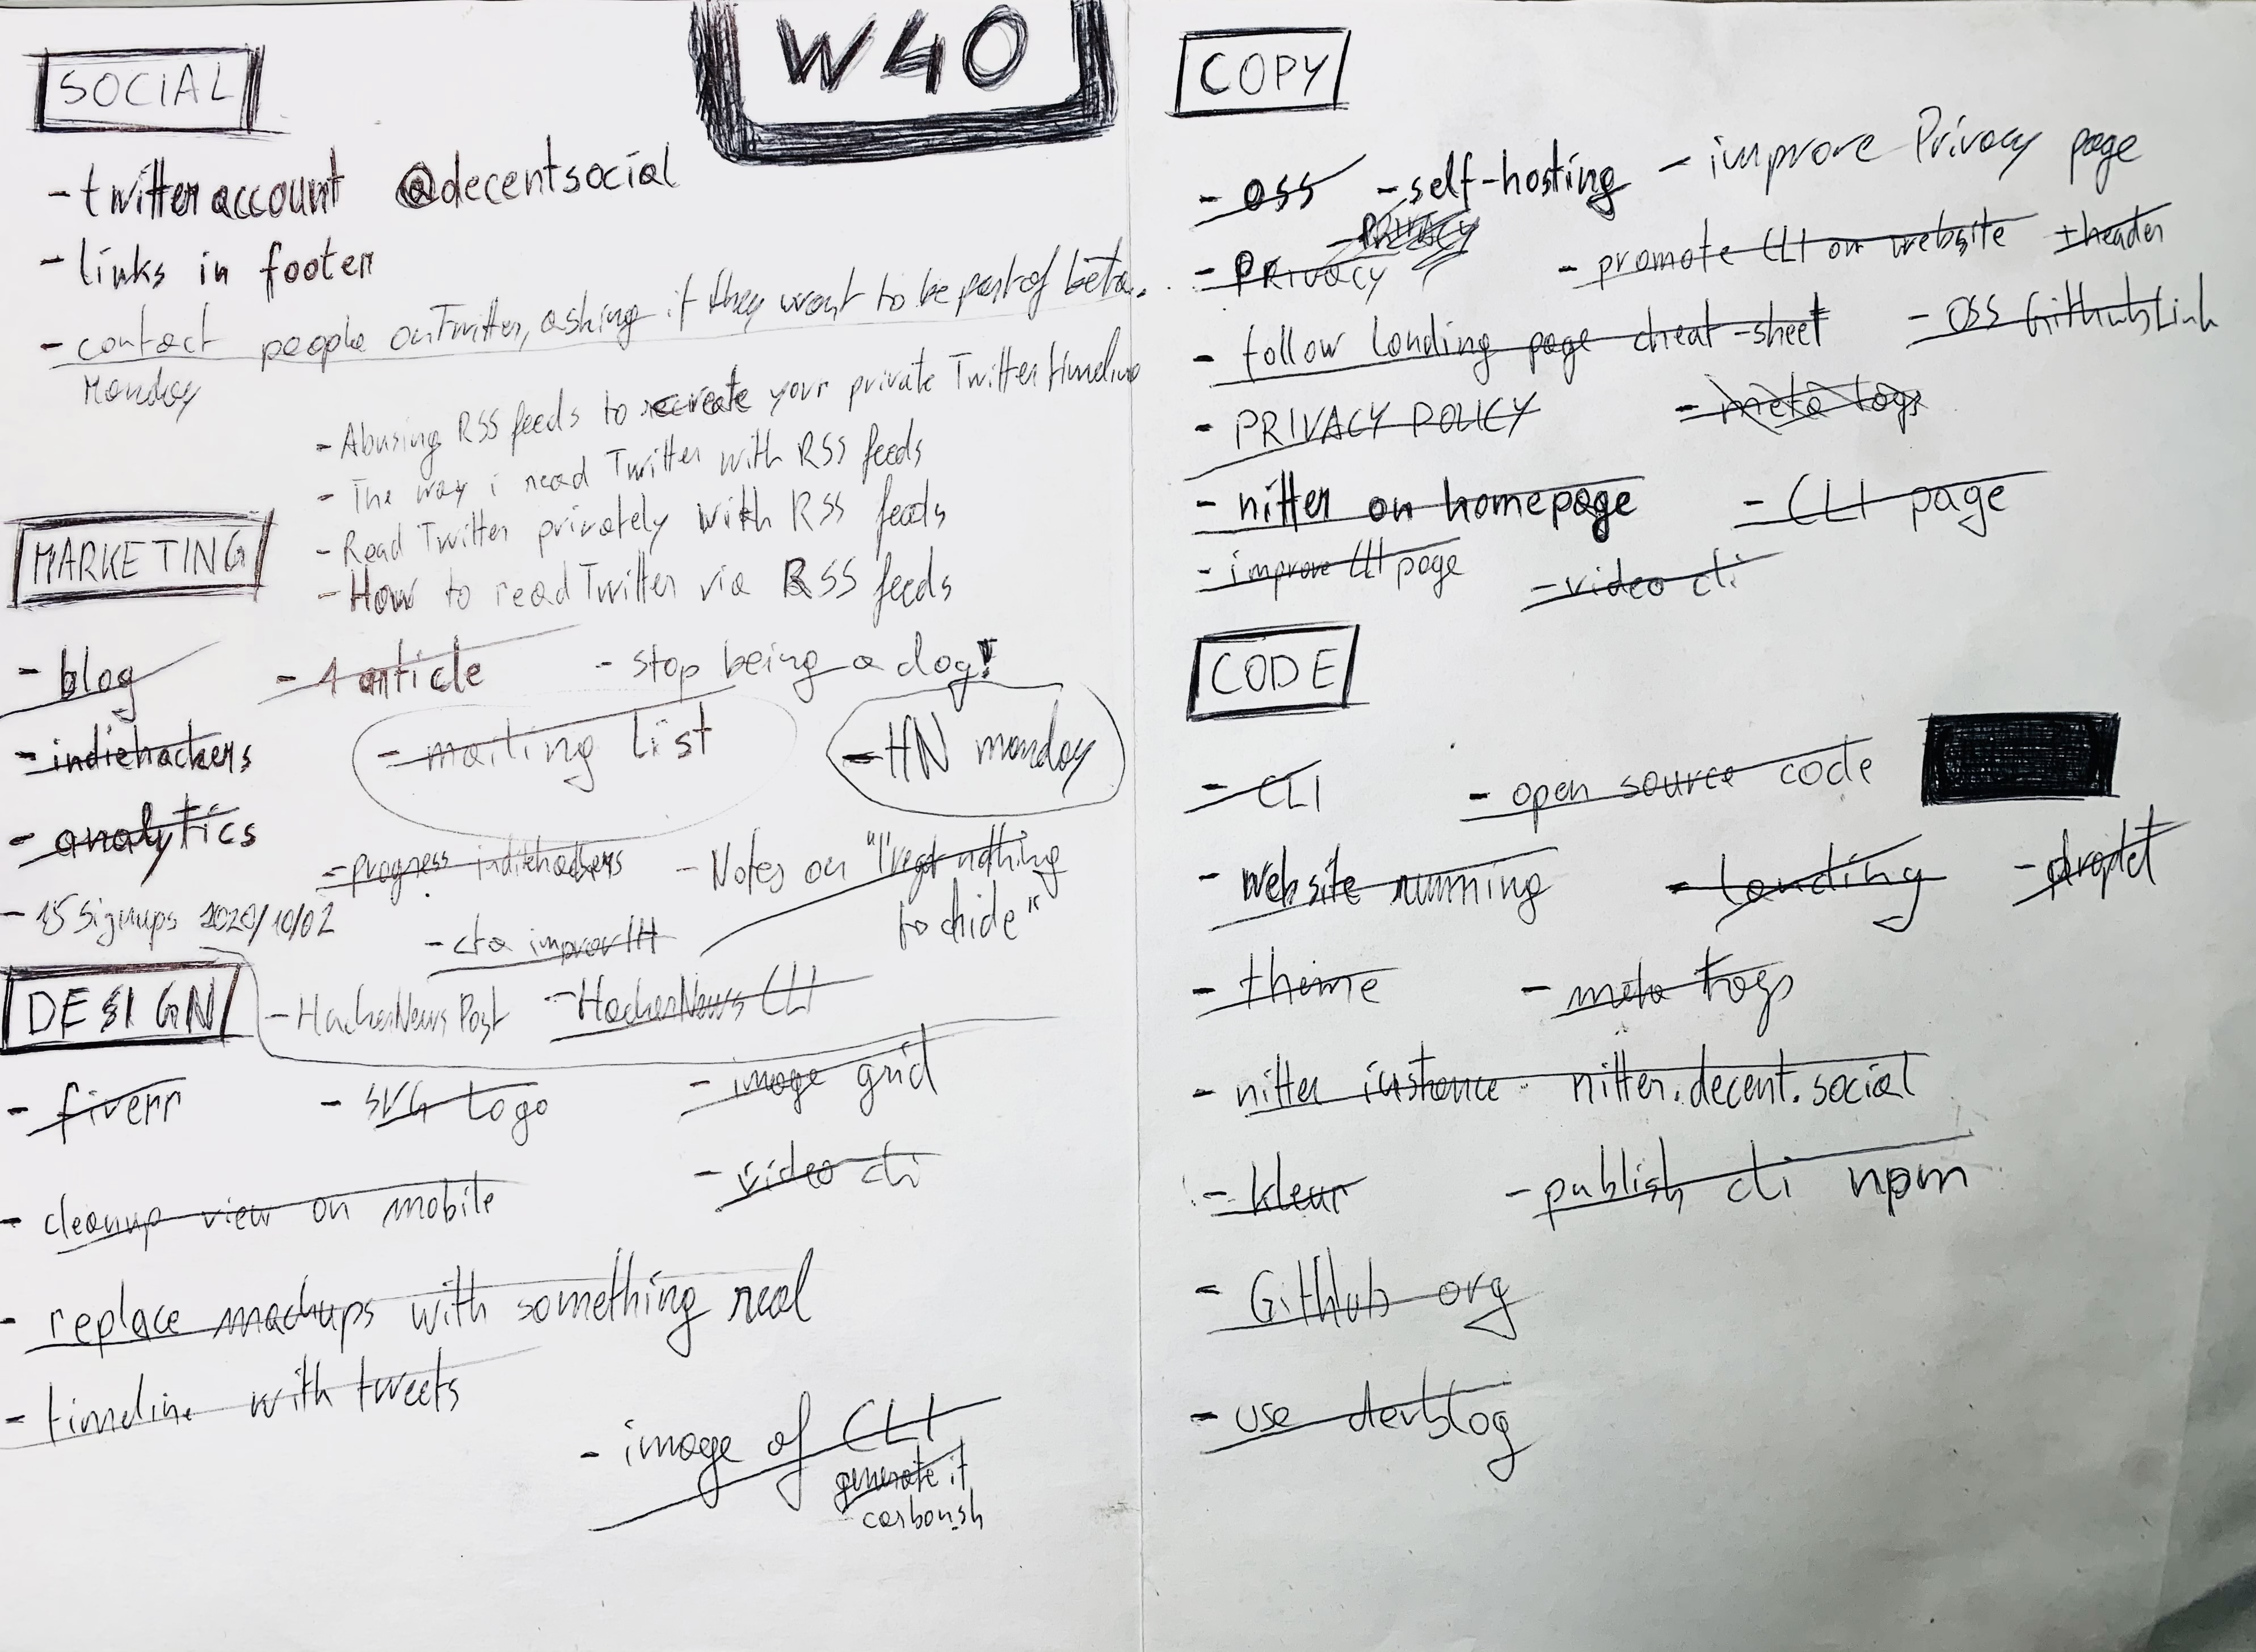 W40
SOCIAL
- twitter account @decentsocial
- links in footer
- contact people on Twitter, asking if they want to be part of beta.
Monday
- Abusing RSS feeds to recreate your private Twitter timeline
- The way i read Twitter with RSS feeds
- Read Twitter privately with RSS feeds
- How to read Twitter via RSS feeds
MARKETING
- blog - 1 article - stop being a dog!
- indiehackers - mailing list - HN monday
- analytics
- progress indiehackers - Notes on "I've got nothing
to hide"
- 15 signups 2020/10/02
- cta improv IH
- HackerNews Post - HackerNews CLI
DESIGN
- fiverr - SVG logo - image grid
- cleanup view on mobile - video cli
- replace mockups with something real
- timeline with tweets
- image of CLI
generate it
carbon.sh
COPY
- OSS - self-hosting - improve Privacy page
- PRIVACY
- PRIVACY - promote CLI on website + header
- follow landing page cheat-sheet - OSS Github Link
- PRIVACY POLICY - meta tags
- nitter on homepage - CLI page
- improve CLI page - video cli
CODE
- CLI - open source code
- website running - landing
- theme - meta tags
- nitter instance - nitter.decent.social
- kleur - publish cli npm
- GitHub org
- use devblog